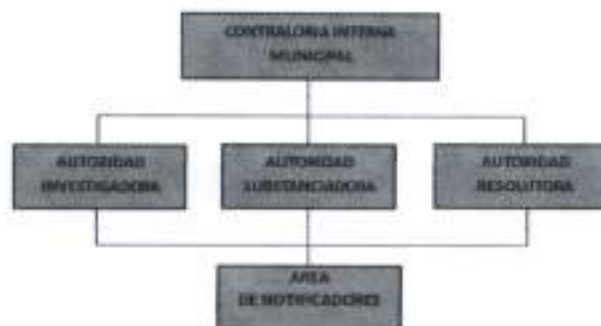 CONTRALORIA INTERNA
MUNICIPAL
AUTORIDAD
INVESTIGADORA
AUTORIDAD
SUBSTANCIADORA
AUTORIDAD
RESOLUTORA
AREA
DE NOTIFICADORES